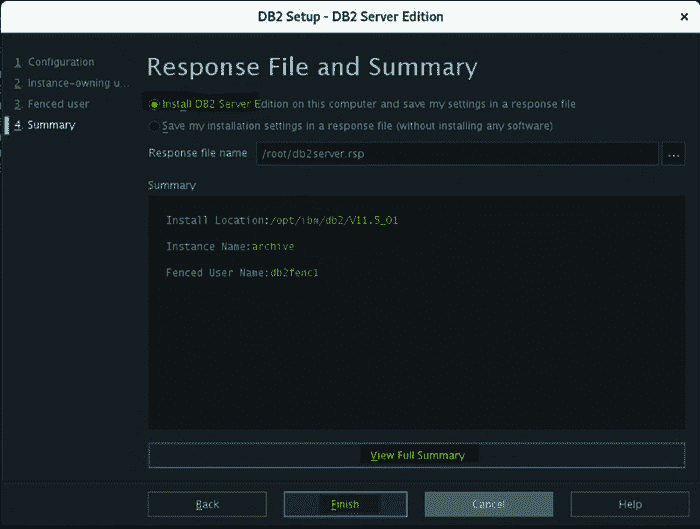 DB2 Setup - DB2 Server Edition
×
1 Configuration
2. Instance-owning u...
3. Fenced user
4. Summary
Response File and Summary
Install DB2 Server Edition on this computer and save my settings in a response file
Save my installation settings in a response file (without installing any software)
Response file name /root/db2server.rsp ...
Summary
Install Location:/opt/ibm/db2/V11.5_01
Instance Name:archive
Fenced User Name:db2fenc1
View Full Summary
Back Finish Cancel Help